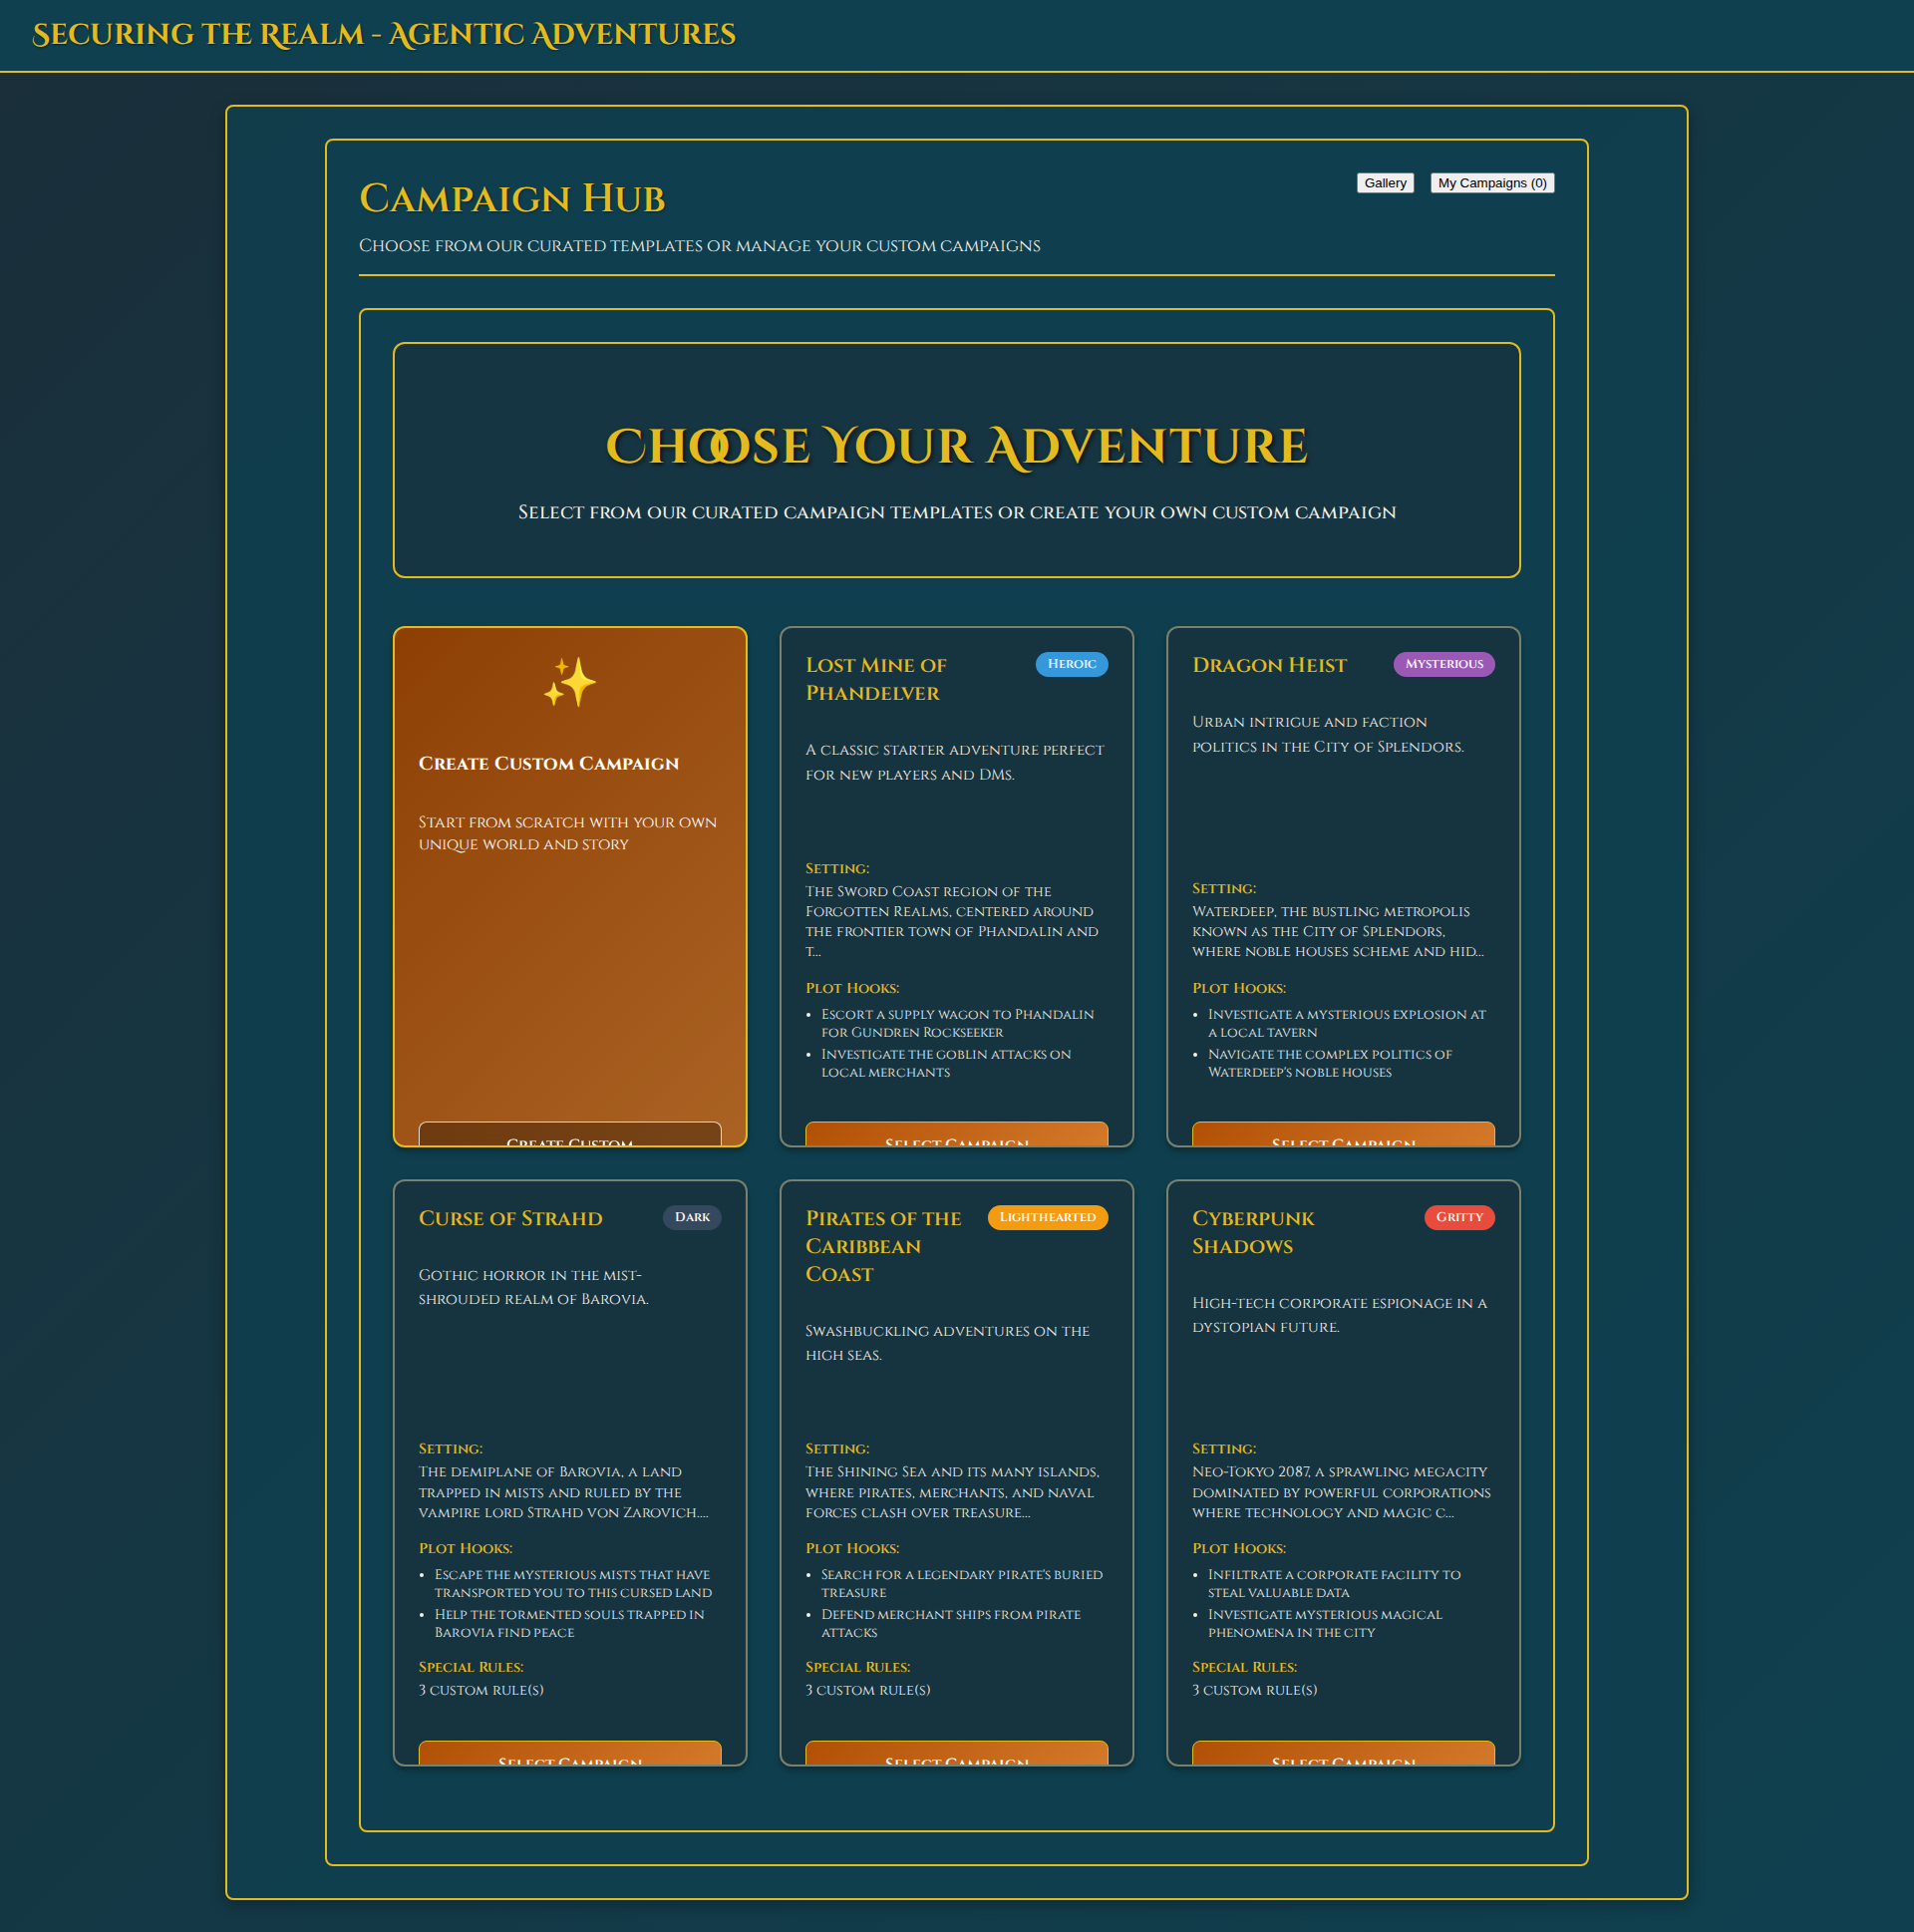 Securing the Realm - Agentic Adventures
Campaign Hub
Gallery
My Campaigns (0)
Choose from our curated templates or manage your custom campaigns
Choose Your Adventure
Select from our curated campaign templates or create your own custom campaign
Create Custom Campaign
Start from scratch with your own
unique world and story
Create Custom
Lost Mine of
Phandelver
Heroic
A classic starter adventure perfect
for new players and DMs.
Setting:
The Sword Coast region of the
Forgotten Realms, centered around
the frontier town of Phandalin and
t...
Plot Hooks:
• Escort a supply wagon to Phandalin
for Gundren Rockseeker
• Investigate the goblin attacks on
local merchants
Select Campaign
Dragon Heist
Mysterious
Urban intrigue and faction
politics in the City of Splendors.
Setting:
Waterdeep, the bustling metropolis
known as the City of Splendors,
where noble houses scheme and hid...
Plot Hooks:
• Investigate a mysterious explosion at
a local tavern
• Navigate the complex politics of
Waterdeep's noble houses
Select Campaign
Curse of Strahd
Dark
Gothic horror in the mist-
shrouded realm of Barovia.
Setting:
The demiplane of Barovia, a land
trapped in mists and ruled by the
vampire lord Strahd von Zarovich....
Plot Hooks:
• Escape the mysterious mists that have
transported you to this cursed land
• Help the tormented souls trapped in
Barovia find peace
Special Rules:
3 custom rule(s)
Select Campaign
Pirates of the
Caribbean
Coast
Lighthearted
Swashbuckling adventures on the
high seas.
Setting:
The Shining Sea and its many islands,
where pirates, merchants, and naval
forces clash over treasure...
Plot Hooks:
• Search for a legendary pirate's buried
treasure
• Defend merchant ships from pirate
attacks
Special Rules:
3 custom rule(s)
Select Campaign
Cyberpunk
Shadows
Gritty
High-tech corporate espionage in a
dystopian future.
Setting:
Neo-Tokyo 2087, a sprawling megacity
dominated by powerful corporations
where technology and magic c...
Plot Hooks:
• Infiltrate a corporate facility to
steal valuable data
• Investigate mysterious magical
phenomena in the city
Special Rules:
3 custom rule(s)
Select Campaign